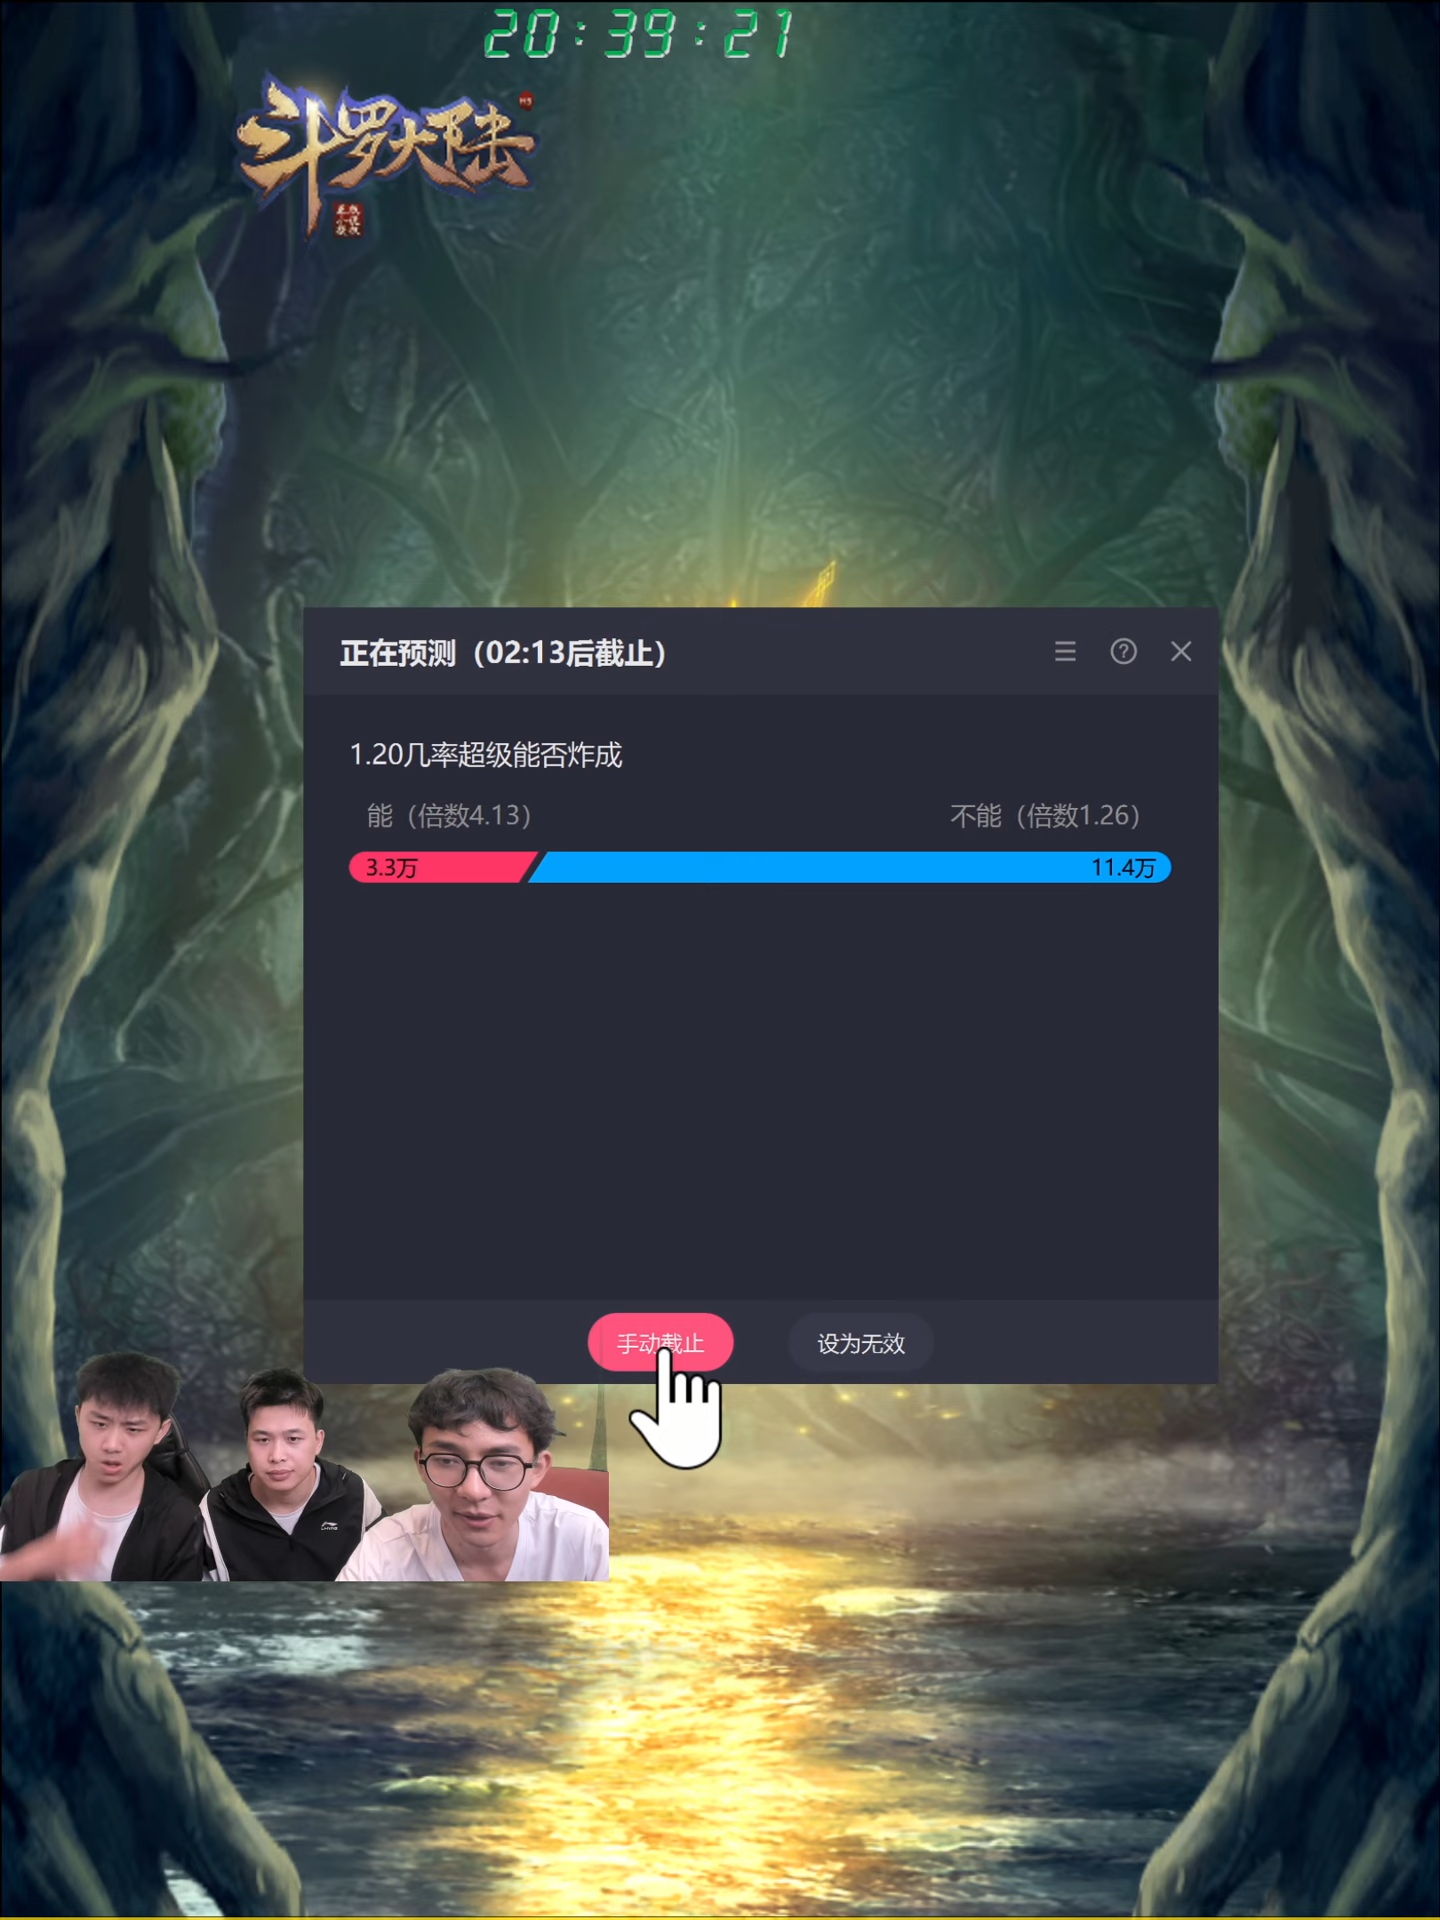 20:39:21
斗罗大陆
H5
正在预测（02:13后截止）
1.20几率超级能否炸成
能（倍数4.13）
不能（倍数1.26）
3.3万
11.4万
手动截止
设为无效